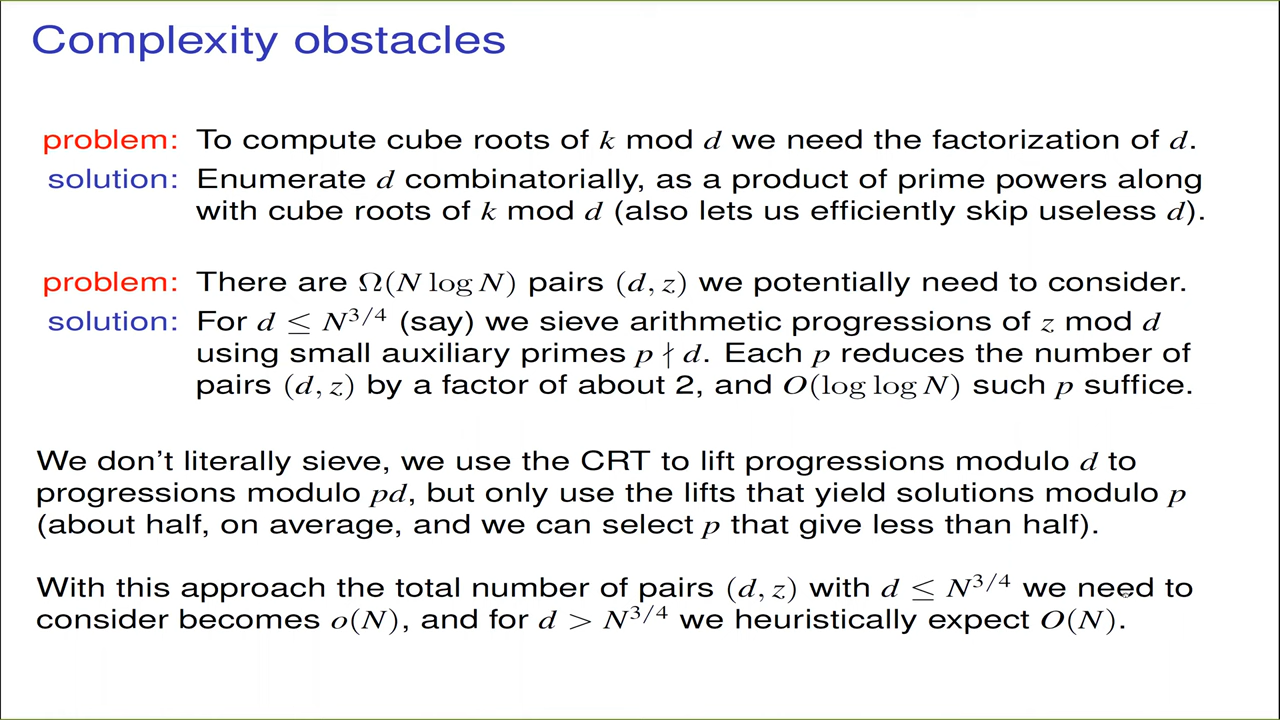 Complexity obstacles
problem: To compute cube roots of k mod d we need the factorization of d.
solution: Enumerate d combinatorially, as a product of prime powers along
with cube roots of k mod d (also lets us efficiently skip useless d).
problem: There are Ω(N log N) pairs (d, z) we potentially need to consider.
solution: For d ≤ N^{3/4} (say) we sieve arithmetic progressions of z mod d
using small auxiliary primes p ∤ d. Each p reduces the number of
pairs (d, z) by a factor of about 2, and O(log log N) such p suffice.
We don't literally sieve, we use the CRT to lift progressions modulo d to
progressions modulo pd, but only use the lifts that yield solutions modulo p
(about half, on average, and we can select p that give less than half).
With this approach the total number of pairs (d, z) with d ≤ N^{3/4} we need to
consider becomes o(N), and for d > N^{3/4} we heuristically expect O(N).